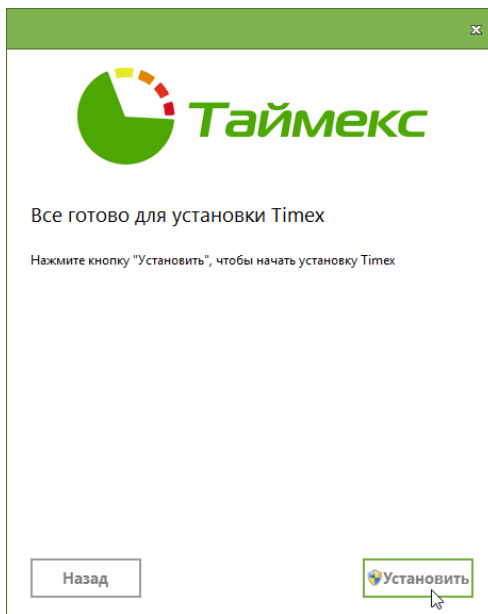 Таймекс
Все готово для установки Timex
Нажмите кнопку "Установить", чтобы начать установку Timex
Назад
Установить